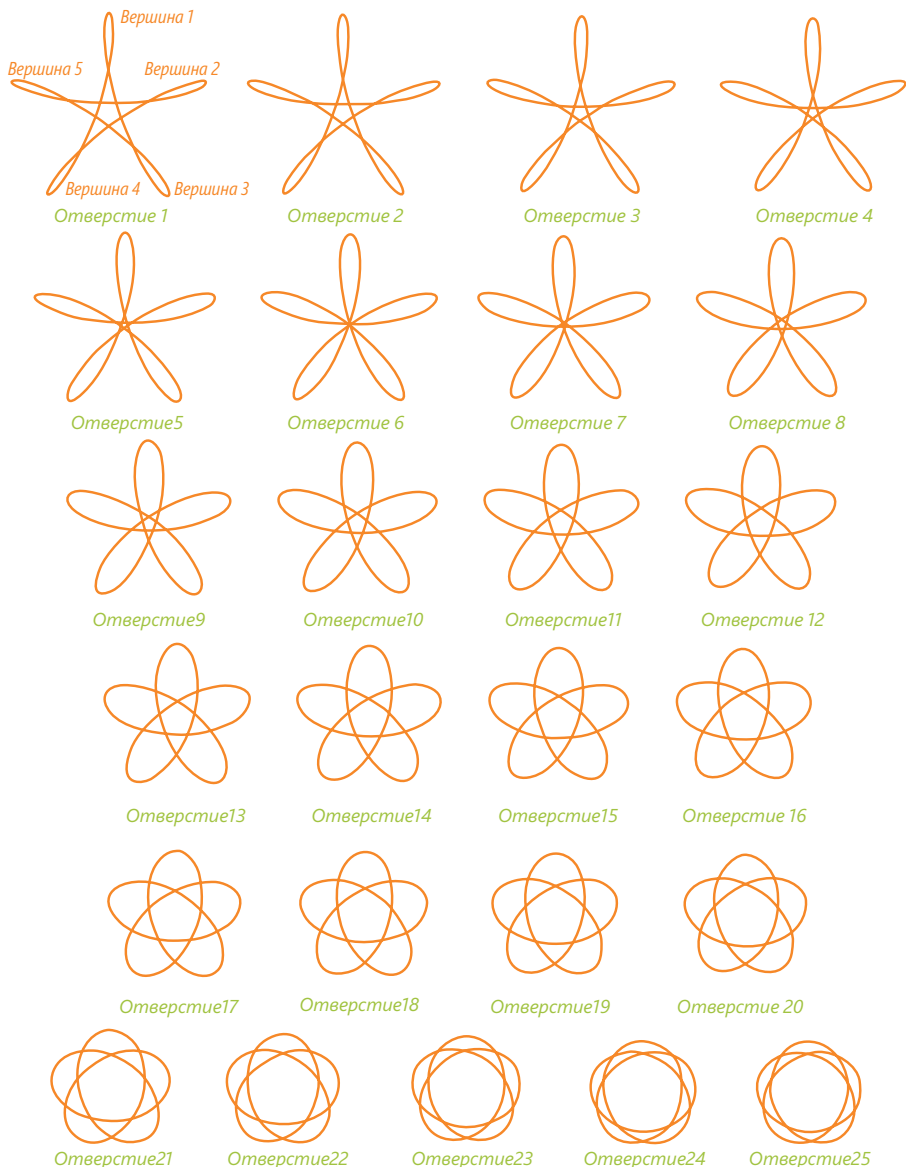 Вершина 1
Вершина 5 Вершина 2
Вершина 4 Вершина 3
Отверстие 1 Отверстие 2 Отверстие 3 Отверстие 4
Отверстие5 Отверстие 6 Отверстие 7 Отверстие 8
Отверстие9 Отверстие10 Отверстие11 Отверстие 12
Отверстие13 Отверстие14 Отверстие15 Отверстие 16
Отверстие17 Отверстие18 Отверстие19 Отверстие 20
Отверстие21 Отверстие22 Отверстие23 Отверстие24 Отверстие25